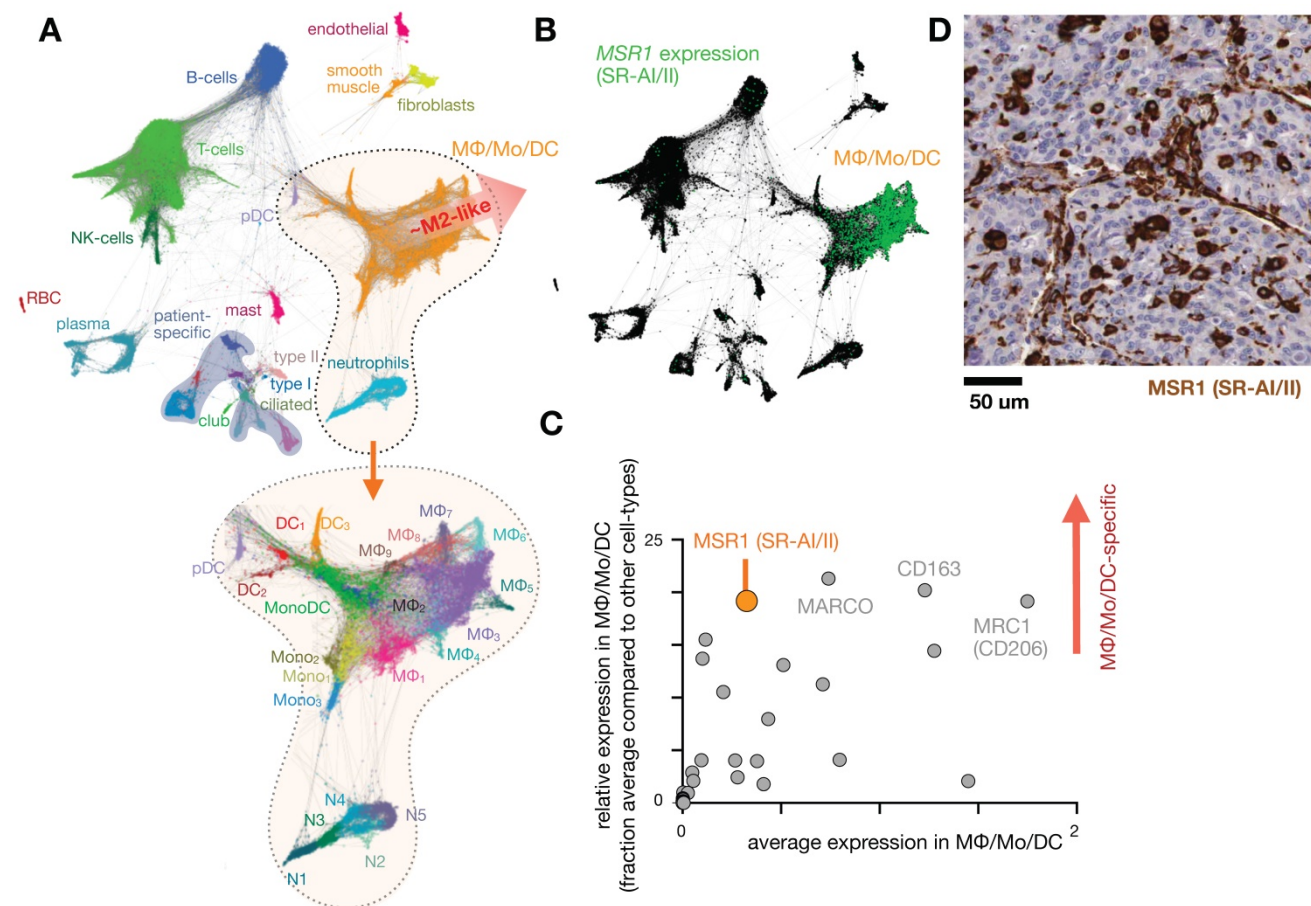 A
endothelial
B-cells
smooth
muscle
fibroblasts
T-cells
MΦ/Mo/DC
pDC
~M2-like
NK-cells
RBC
mast
plasma
patient-
specific
type II
neutrophils
type I
ciliated
club
DC₁
DC₃
MΦ₇
MΦ₈
MΦ₆
MΦ₉
pDC
DC₂
MΦ₅
MonoDC
MΦ₂
MΦ₃
Mono₂
MΦ₄
Mono₁
MΦ₁
Mono₃
N4
N3
N5
N2
N1
B
MSR1 expression
(SR-AI/II)
MΦ/Mo/DC
D
50 um
MSR1 (SR-AI/II)
C
relative expression in MΦ/Mo/DC
(fraction average compared to other cell-types)
25
0
MSR1 (SR-AI/II)
MARCO
CD163
MRC1
(CD206)
MΦ/Mo/DC-specific
0
2
average expression in MΦ/Mo/DC